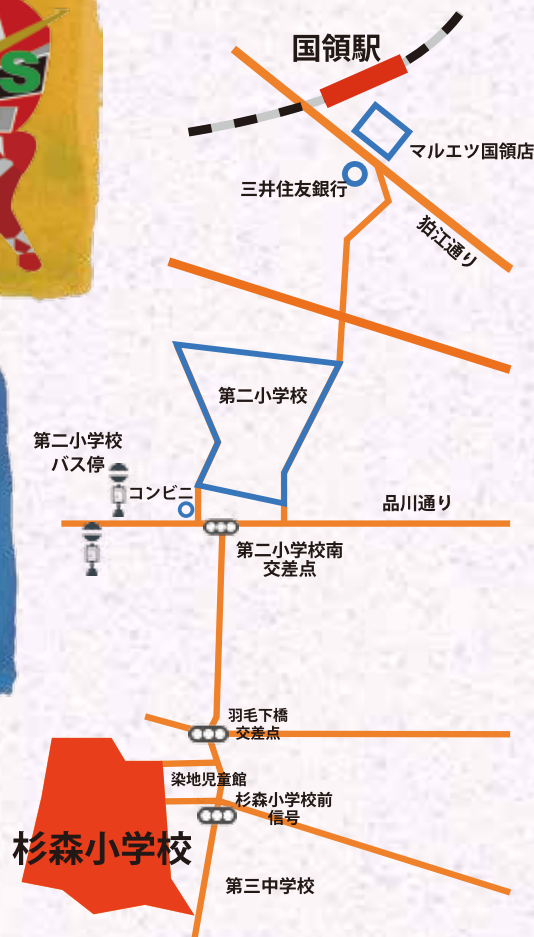 国領駅
マルエツ国領店
三井住友銀行
狛江通り
第二小学校
第二小学校
バス停
コンビニ
品川通り
第二小学校南
交差点
羽毛下橋
交差点
染地児童館
杉森小学校前
信号
杉森小学校
第三中学校